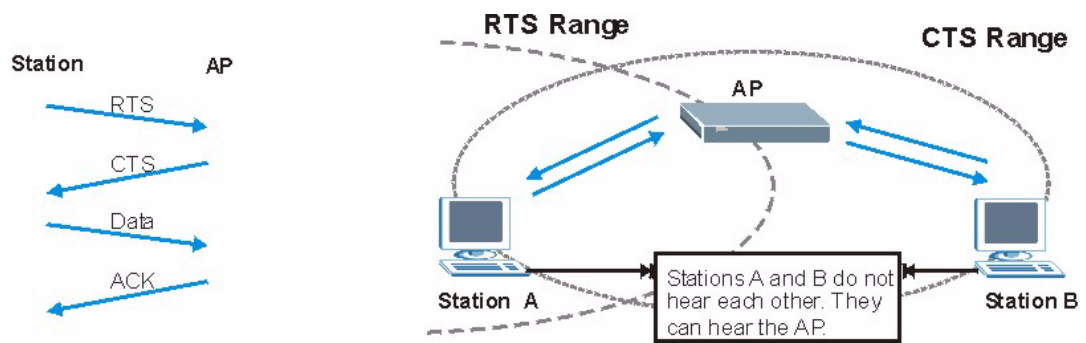 Station
AP
RTS
CTS
Data
ACK
RTS Range
CTS Range
AP
Station A
Station B
Stations A and B do not
hear each other. They
can hear the AP.